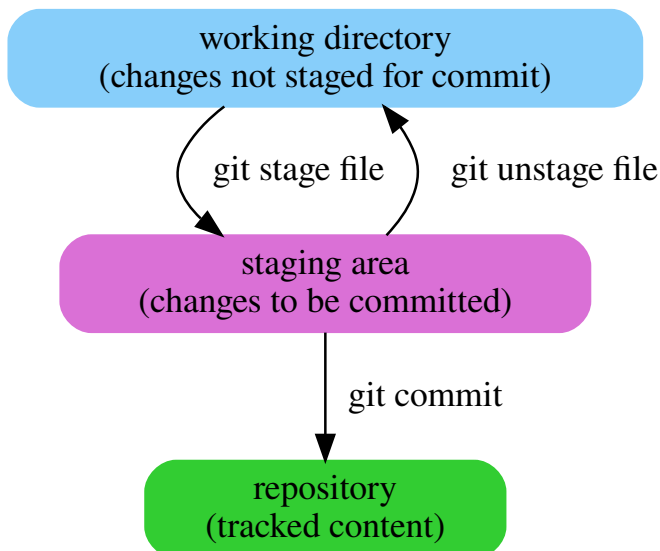 working directory
(changes not staged for commit)
git stage file
git unstage file
staging area
(changes to be committed)
git commit
repository
(tracked content)